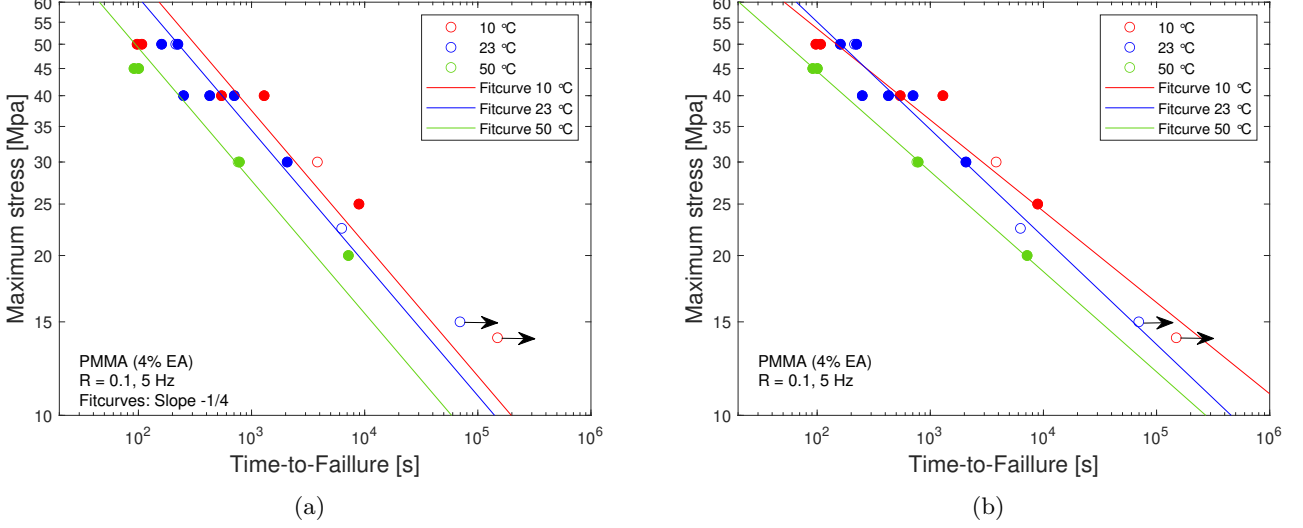 60
55
50
45
40
35
30
25
20
15
10
Maximum stress [Mpa]
10 °C
23 °C
50 °C
Fitcurve 10 °C
Fitcurve 23 °C
Fitcurve 50 °C
PMMA (4% EA)
R = 0.1, 5 Hz
Fitcurves: Slope -1/4
10² 10³ 10⁴ 10⁵ 10⁶
Time-to-Faillure [s]
(a)
60
55
50
45
40
35
30
25
20
15
10
Maximum stress [Mpa]
10 °C
23 °C
50 °C
Fitcurve 10 °C
Fitcurve 23 °C
Fitcurve 50 °C
PMMA (4% EA)
R = 0.1, 5 Hz
10² 10³ 10⁴ 10⁵ 10⁶
Time-to-Faillure [s]
(b)